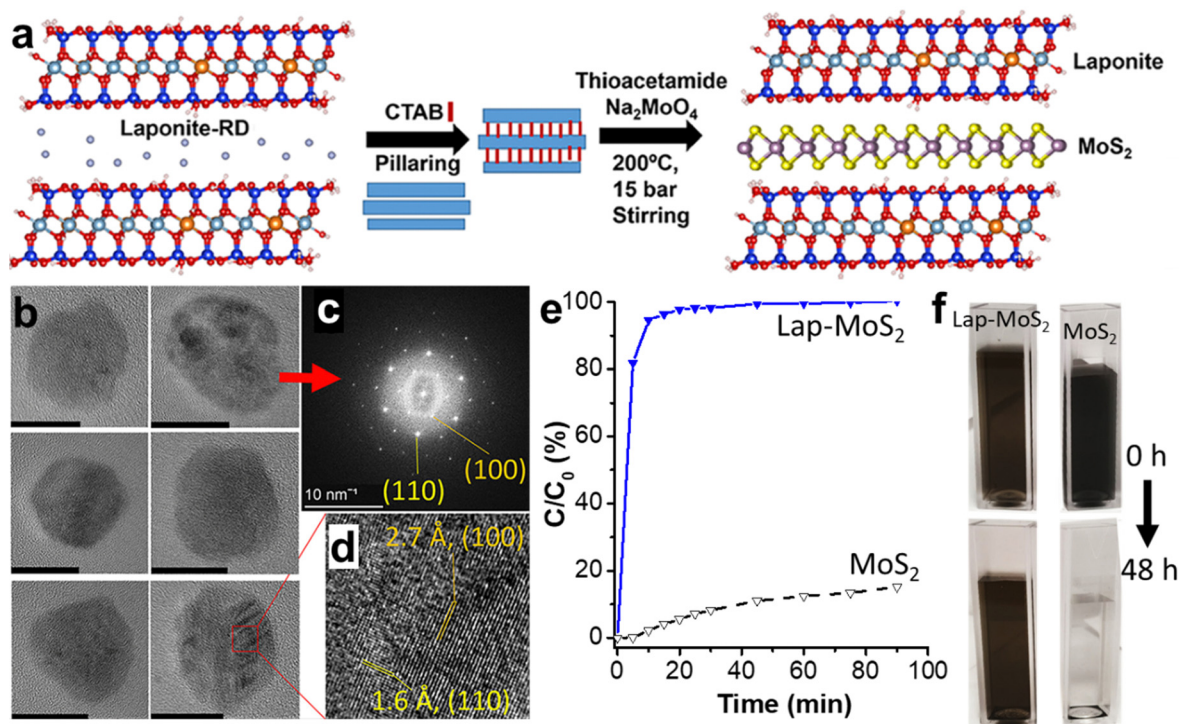 a
Laponite-RD
CTAB
Pillaring
Thioacetamide
Na₂MoO₄
200ºC,
15 bar
Stirring
Laponite
MoS₂
b
c
(100)
(110)
10 nm⁻¹
d
2.7 Å, (100)
1.6 Å, (110)
e
100
80
60
40
20
0
C/C₀ (%)
Lap-MoS₂
MoS₂
0 20 40 60 80 100
Time (min)
f
Lap-MoS₂
MoS₂
0 h
48 h